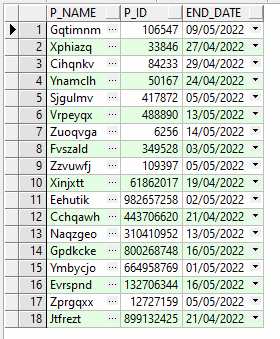 P_NAME P_ID END_DATE
1 Gqtimnm ... 106547 09/05/2022
2 Xphiazq ... 33846 27/04/2022
3 Cihqnkv ... 84233 29/04/2022
4 Ynamclh ... 50167 24/04/2022
5 Sjgulmv ... 417872 05/05/2022
6 Vrpeyqx ... 488890 13/05/2022
7 Zuoqvga ... 6256 14/05/2022
8 Fvszald ... 349528 03/05/2022
9 Zzvuwfj ... 109397 05/05/2022
10 Xinjxtt ... 61862017 19/04/2022
11 Eehutik ... 982657258 02/05/2022
12 Cchqawh ... 443706620 21/04/2022
13 Naqzgeo ... 310410952 13/05/2022
14 Gpdkcke ... 800268748 16/05/2022
15 Ymbycjo ... 664958769 01/05/2022
16 Evrspnd ... 132706344 16/05/2022
17 Zprgqxx ... 12727159 05/05/2022
18 Jtfrezt ... 899132425 21/04/2022